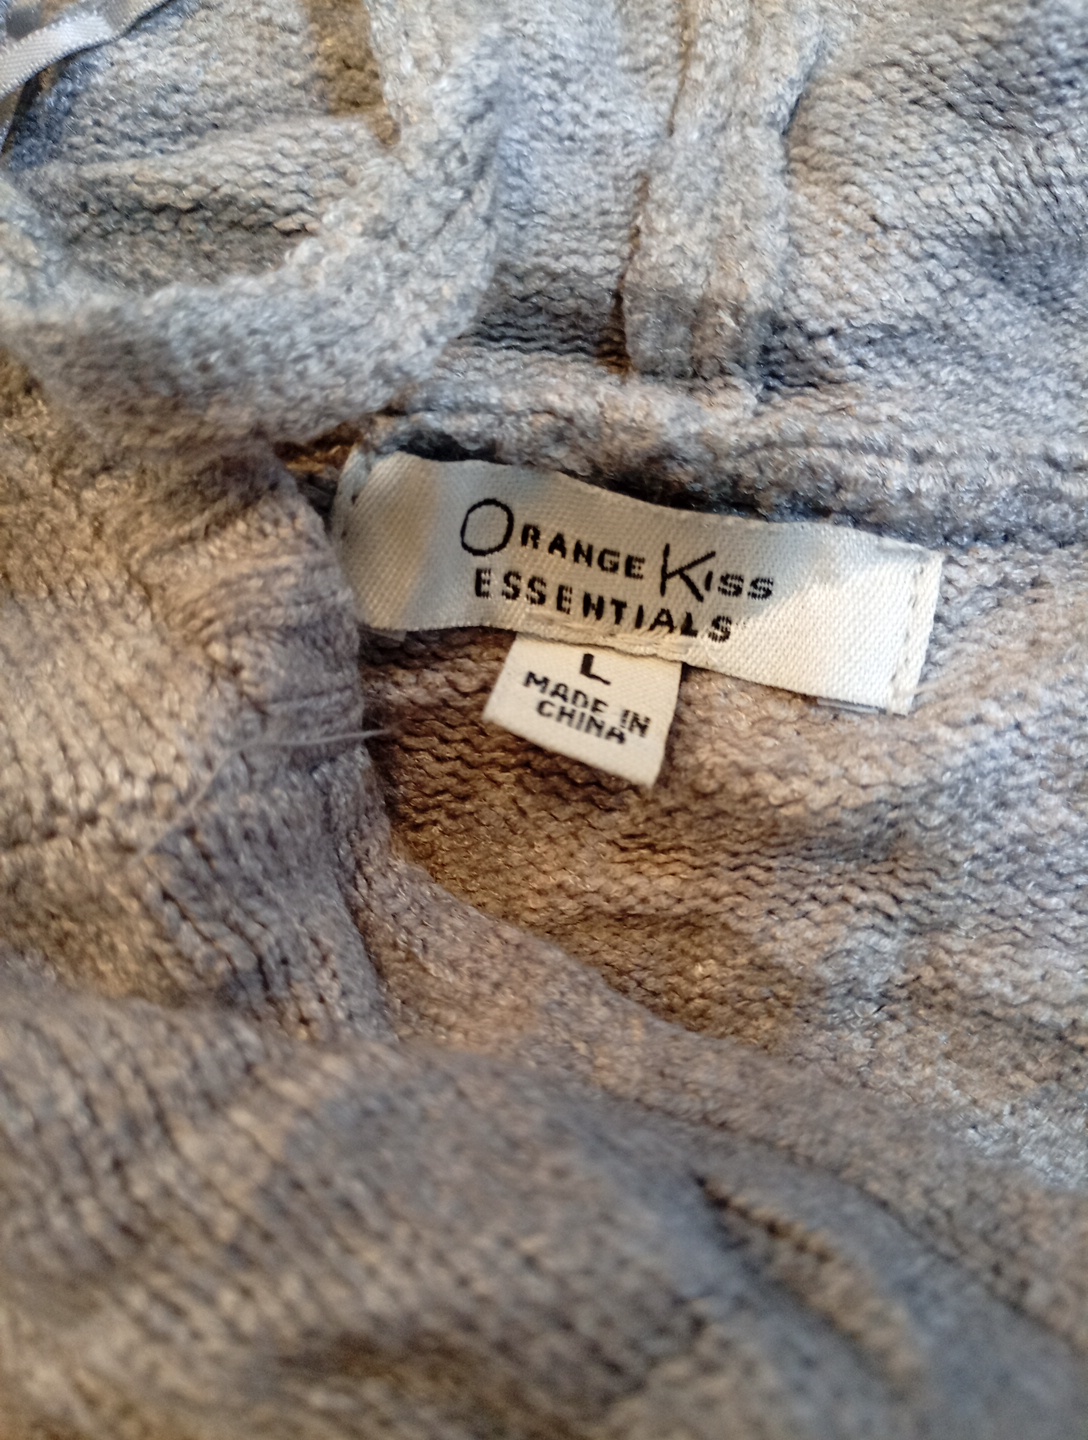 ORANGE KISS
ESSENTIALS
L
MADE IN
CHINA